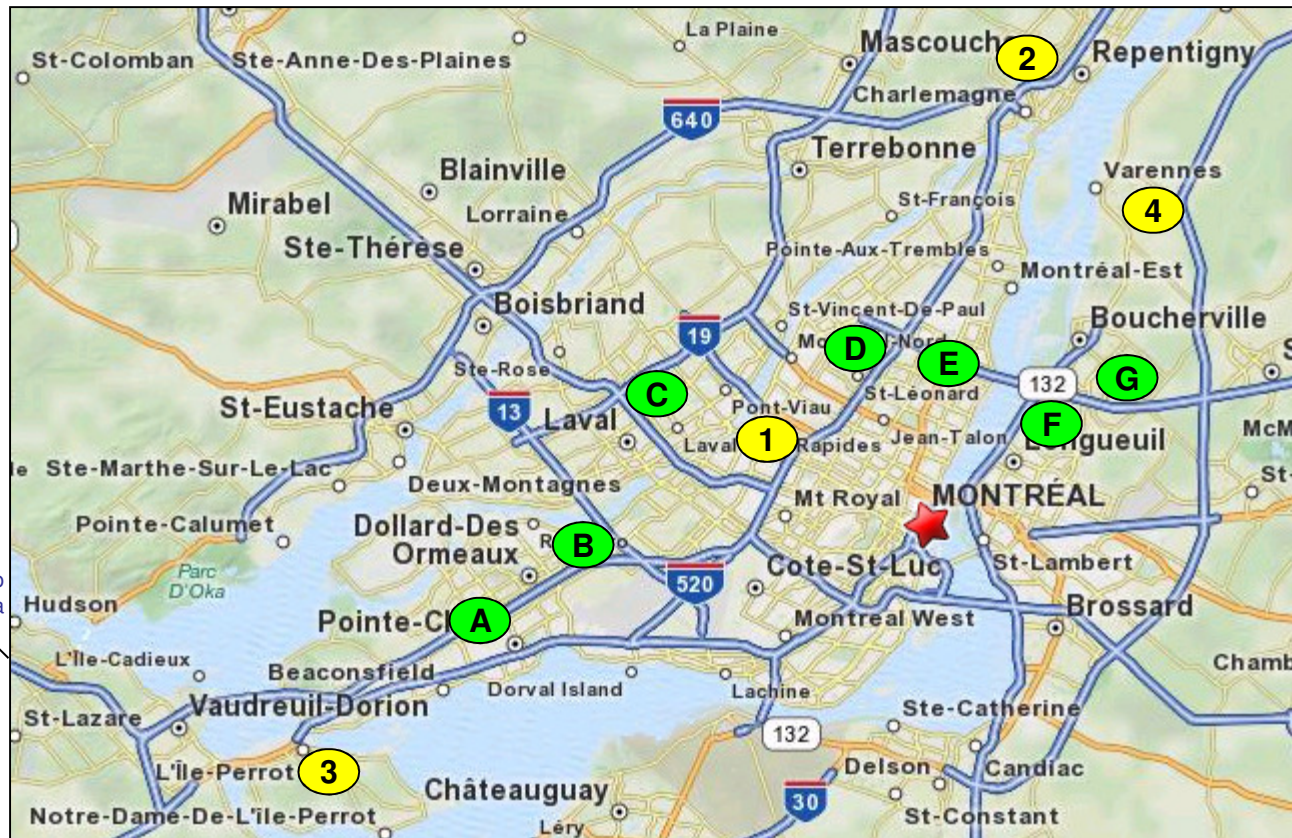 La Plaine
St-Colomban
Ste-Anne-Des-Plaines
Mascouche
2
Repentigny
Charlemagne
640
Terrebonne
Blainville
Varennes
Mirabel
Lorraine
St-François
4
Ste-Thérese
Pointe-Aux-Trembles
Montréal-Est
Boisbriand
St-Vincent-De-Paul
Boucherville
19
D
Nord
E
Ste-Rose
132
G
St-Eustache
13
C
Pont-Viau
St-Léonard
F
Laval
Laval
1
Rapides
Jean-Talon
Longueuil
McM
Ste-Marthe-Sur-Le-Lac
Deux-Montagnes
Mt Royal
MONTRÉAL
St-
Pointe-Calumet
Dollard-Des
Ormeaux
R
B
Parc
D'Oka
520
Cote-St-Luc
St-Lambert
Hudson
Pointe-Cl
A
Montreal West
Brossard
L'Île-Cadieux
Beaconsfield
Dorval Island
Lachine
Chamb
St-Lazare
Vaudreuil-Dorion
Ste-Catherine
132
L'Île-Perrot
3
Châteauguay
Delson
Candiac
30
Notre-Dame-De-L'île-Perrot
Léry
St-Constant